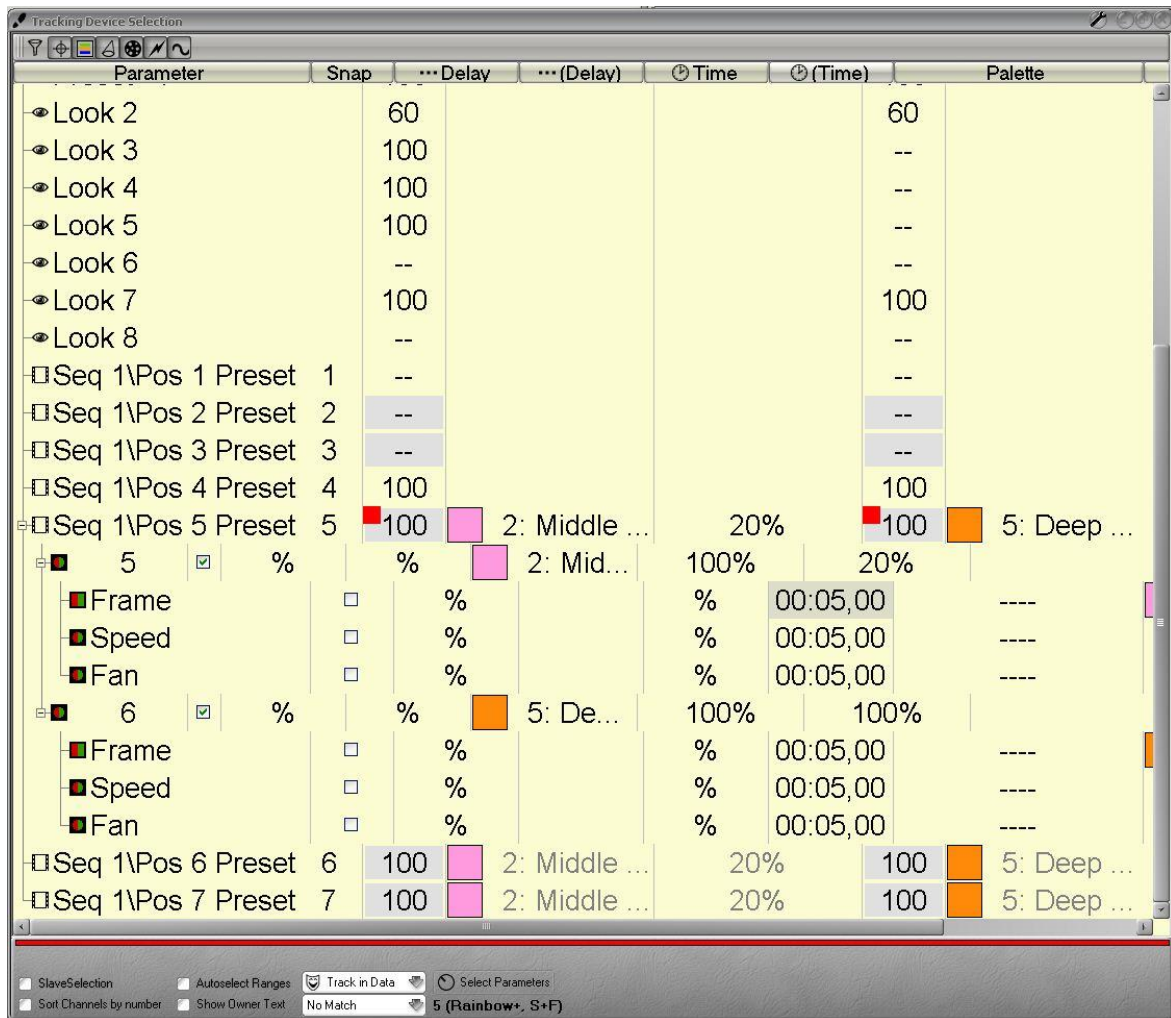 Tracking Device Selection
Parameter Snap ···Delay ···(Delay) Time (Time) Palette
Look 2 60 60
Look 3 100 --
Look 4 100 --
Look 5 100 --
Look 6 -- --
Look 7 100 100
Look 8 -- --
Seq 1\Pos 1 Preset 1 -- --
Seq 1\Pos 2 Preset 2 -- --
Seq 1\Pos 3 Preset 3 -- --
Seq 1\Pos 4 Preset 4 100 100
Seq 1\Pos 5 Preset 5 100 2: Middle ... 20% 100 5: Deep ...
5 % % 2: Mid... 100% 20%
Frame % % 00:05,00 ----
Speed % % 00:05,00 ----
Fan % % 00:05,00 ----
6 % % 5: De... 100% 100%
Frame % % 00:05,00 ----
Speed % % 00:05,00 ----
Fan % % 00:05,00 ----
Seq 1\Pos 6 Preset 6 100 2: Middle ... 20% 100 5: Deep ...
Seq 1\Pos 7 Preset 7 100 2: Middle ... 20% 100 5: Deep ...
SlaveSelection Autoselect Ranges Track in Data Select Parameters
Sort Channels by number Show Owner Text No Match 5 (Rainbow+, S+F)